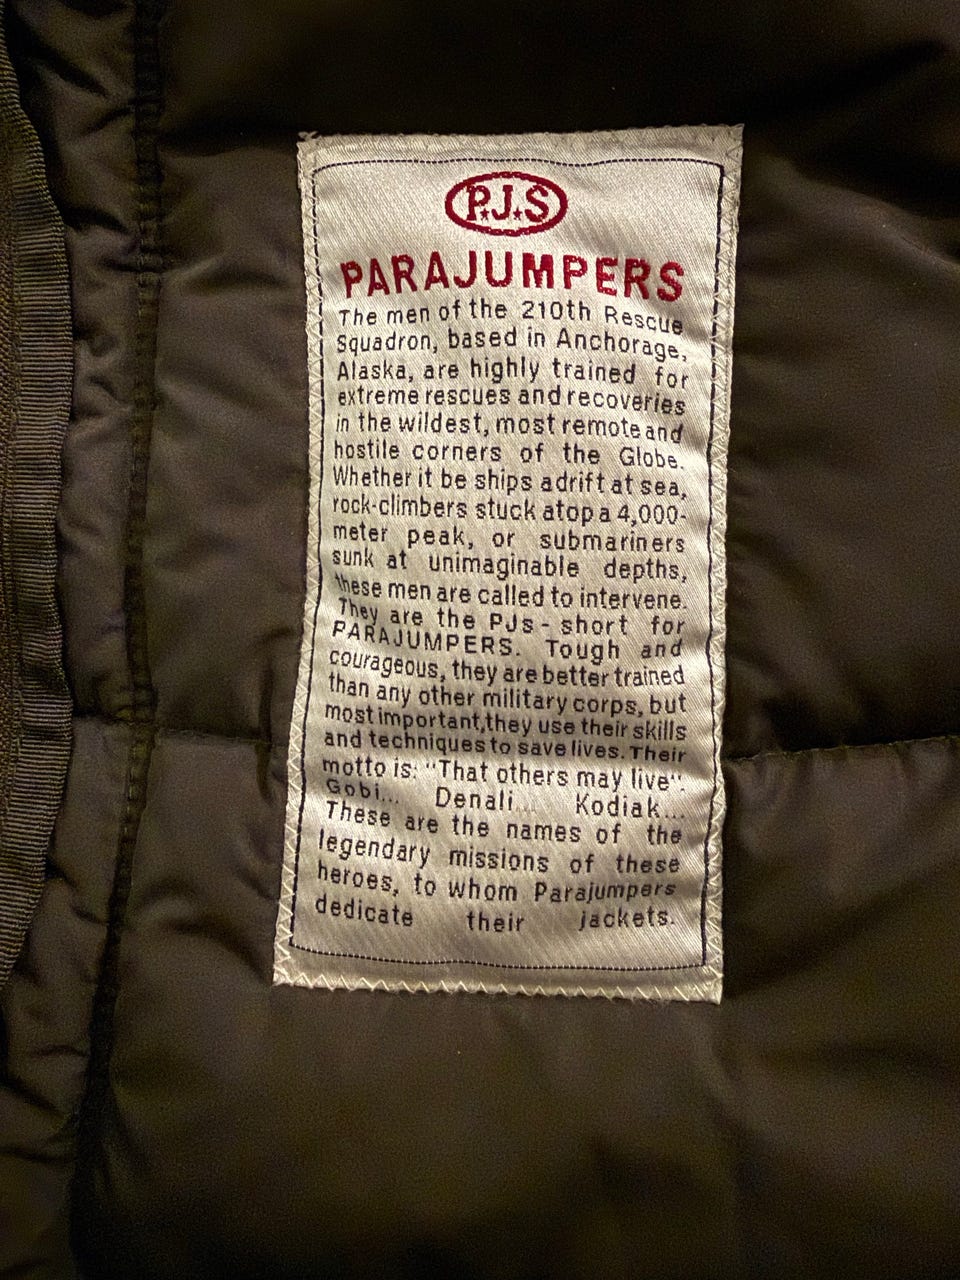 P.J.S
PARAJUMPERS
The men of the 210th Rescue
Squadron, based in Anchorage,
Alaska, are highly trained for
extreme rescues and recoveries
in the wildest, most remote and
hostile corners of the Globe.
Whether it be ships adrift at sea,
rock-climbers stuck atop a 4,000-
meter peak, or submariners
sunk at unimaginable depths,
these men are called to intervene.
They are the PJs - short for
PARAJUMPERS. Tough and
courageous, they are better trained
than any other military corps, but
most important,they use their skills
and techniques to save lives. Their
motto is: "That others may live".
Gobi... Denali... Kodiak...
These are the names of the
legendary missions of these
heroes, to whom Parajumpers
dedicate their jackets.